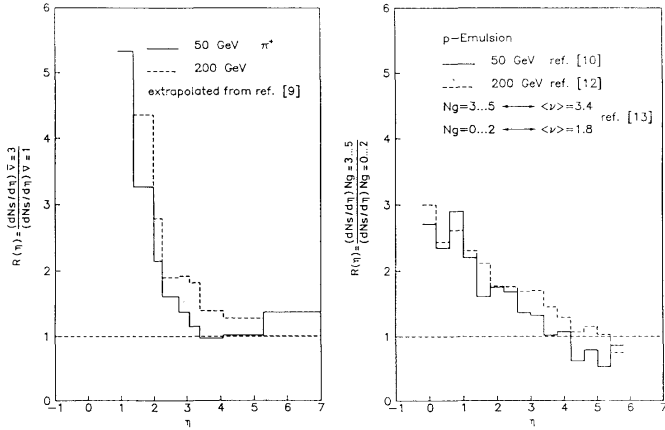 50 GeV π⁺
200 GeV
extrapolated from ref. [9]
R(η)= (dNs/dη) ν̄=3
(dNs/dη) ν̄=1
6
5
4
3
2
1
0
-1 0 1 2 3 4 5 6 7
η
p-Emulsion
50 GeV ref. [10]
200 GeV ref. [12]
Ng=3...5 ⟷ <ν>=3.4
ref. [13]
Ng=0...2 ⟷ <ν>=1.8
R(η)= (dNs/dη) Ng=3...5
(dNs/dη) Ng=0...2
5
4
3
2
1
0
-1 0 1 2 3 4 5 6 7
η